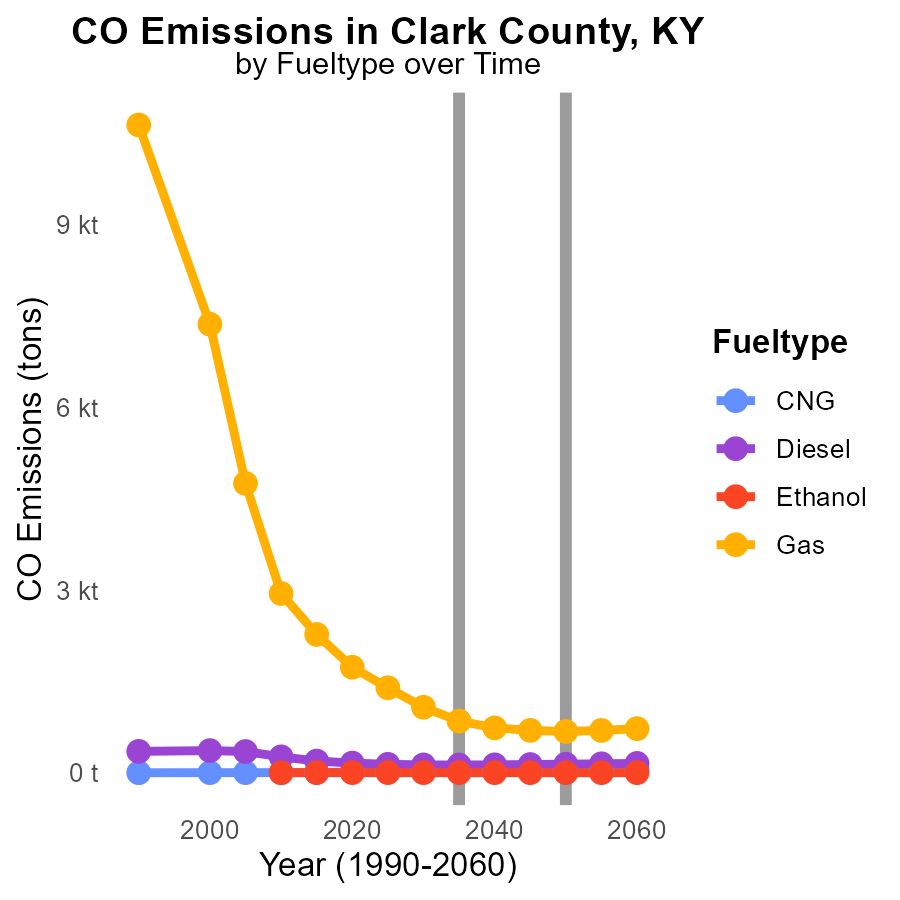 CO Emissions in Clark County, KY
by Fueltype over Time
CO Emissions (tons)
9 kt
6 kt
3 kt
0 t
2000
2020
2040
2060
Year (1990-2060)
Fueltype
CNG
Diesel
Ethanol
Gas